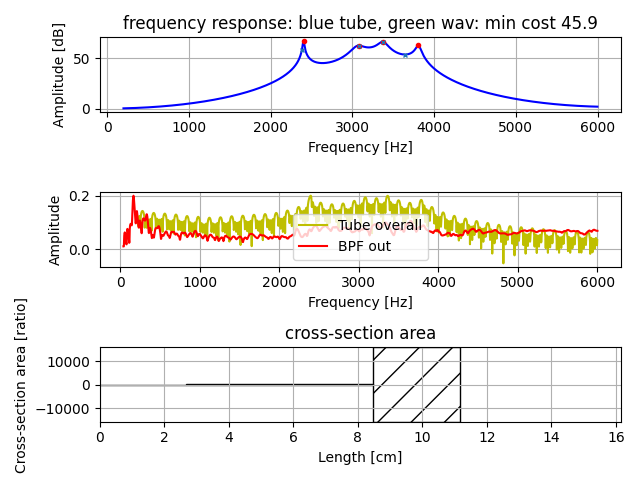 frequency response: blue tube, green wav: min cost 45.9
Amplitude [dB]
50
0
0 1000 2000 3000 4000 5000 6000
Frequency [Hz]
Amplitude
0.2
0.0
Tube overall
BPF out
0 1000 2000 3000 4000 5000 6000
Frequency [Hz]
cross-section area
Cross-section area [ratio]
10000
0
−10000
0 2 4 6 8 10 12 14 16
Length [cm]